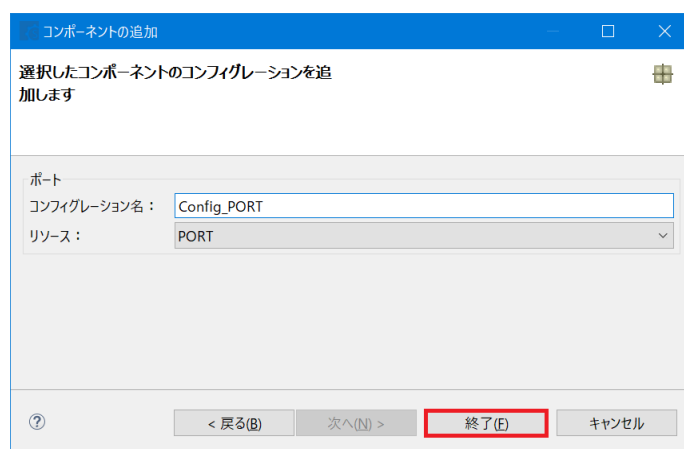 コンポーネントの追加
選択したコンポーネントのコンフィグレーションを追
加します
ポート
コンフィグレーション名：
Config_PORT
リソース：
PORT
?
< 戻る(B)
次へ(N) >
終了(F)
キャンセル